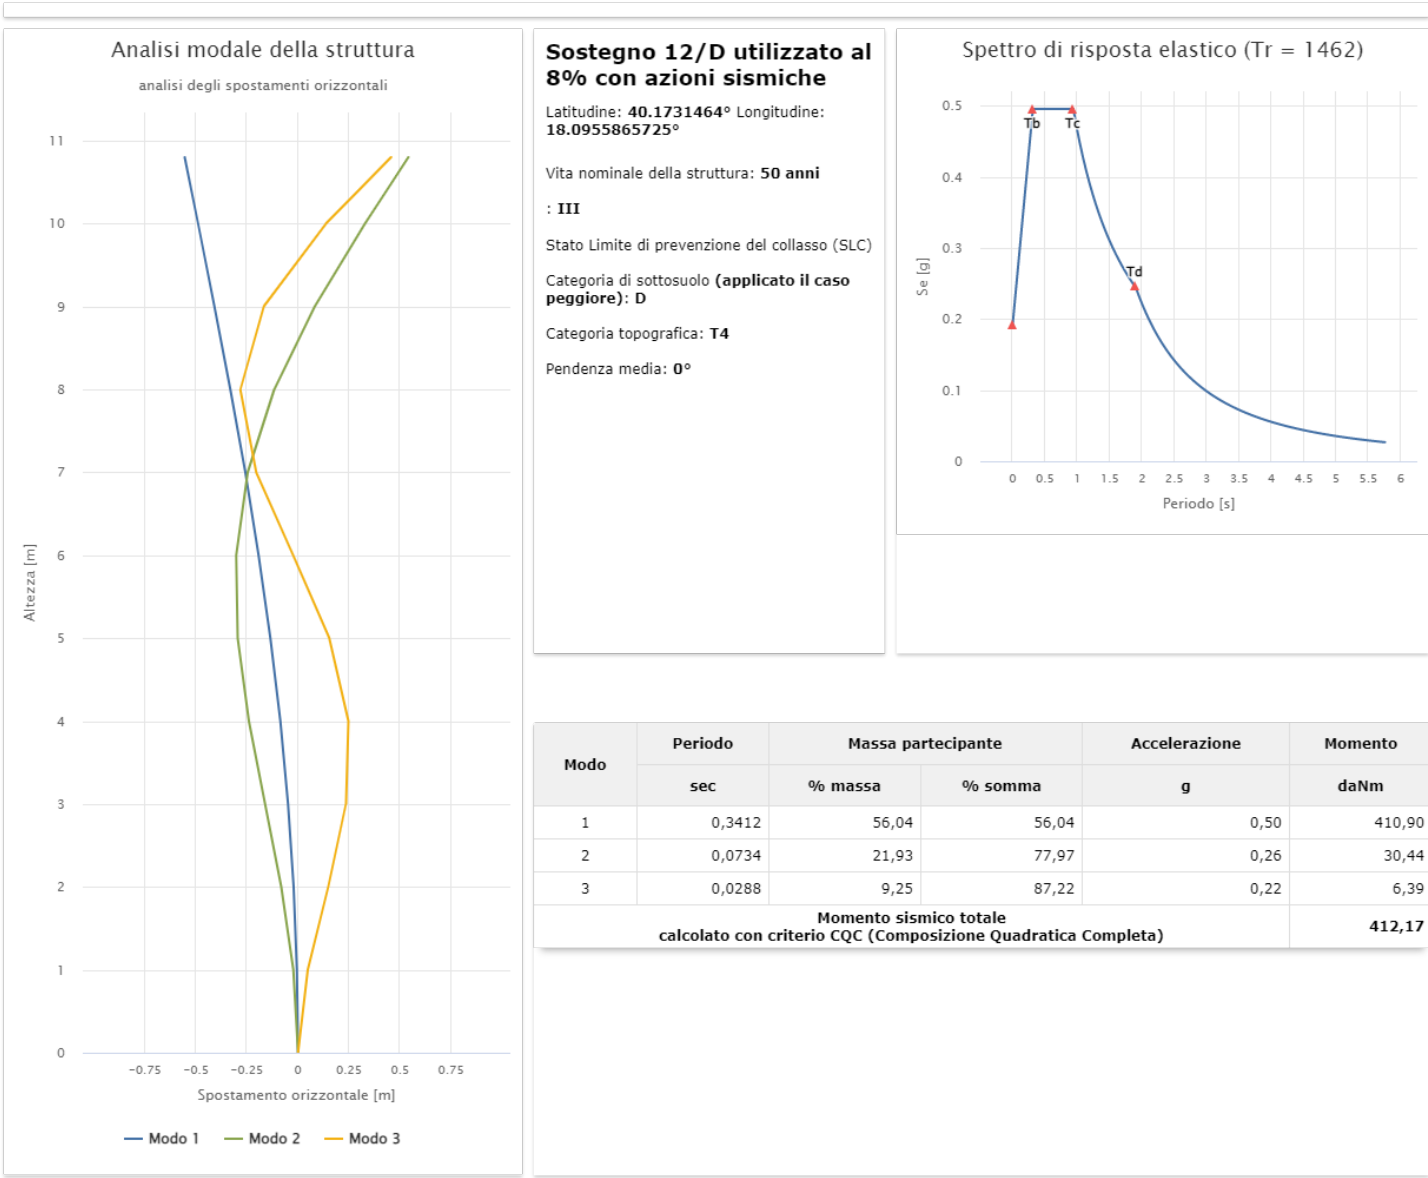 Analisi modale della struttura
analisi degli spostamenti orizzontali
11
10
9
8
7
6
5
4
3
2
1
0
Altezza [m]
−0.75 −0.5 −0.25 0 0.25 0.5 0.75
Spostamento orizzontale [m]
Modo 1 Modo 2 Modo 3
Sostegno 12/D utilizzato al
8% con azioni sismiche
Latitudine: 40.1731464° Longitudine:
18.0955865725°
Vita nominale della struttura: 50 anni
: III
Stato Limite di prevenzione del collasso (SLC)
Categoria di sottosuolo (applicato il caso
peggiore): D
Categoria topografica: T4
Pendenza media: 0°
Spettro di risposta elastico (Tr = 1462)
0.5
0.4
0.3
0.2
0.1
0
Se [g]
Tb Tc
Td
0 0.5 1 1.5 2 2.5 3 3.5 4 4.5 5 5.5 6
Periodo [s]
Modo Periodo Massa partecipante Accelerazione Momento
sec % massa % somma g daNm
1 0,3412 56,04 56,04 0,50 410,90
2 0,0734 21,93 77,97 0,26 30,44
3 0,0288 9,25 87,22 0,22 6,39
Momento sismico totale
calcolato con criterio CQC (Composizione Quadratica Completa) 412,17